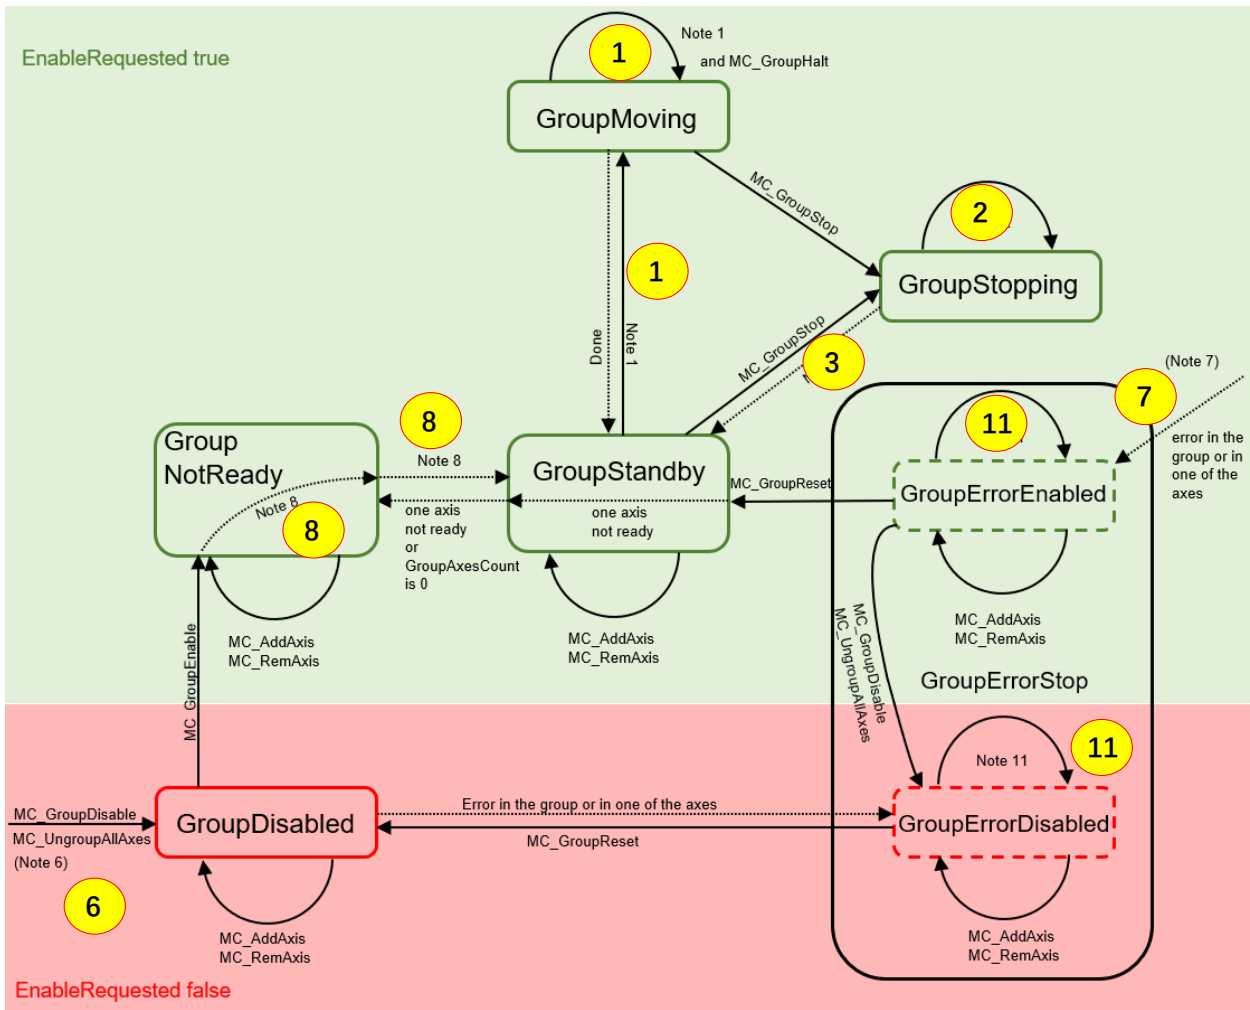 EnableRequested true
1
Note 1
and MC_GroupHalt
GroupMoving
MC_GroupStop
2
GroupStopping
1
Done
Note 1
MC_GroupStop
3
(Note 7)
7
error in the
group or in
one of the
axes
11
GroupErrorEnabled
MC_AddAxis
MC_RemAxis
8
Group
NotReady
Note 8
Note 8
8
one axis
not ready
or
GroupAxesCount
is 0
GroupStandby
one axis
not ready
MC_GroupReset
MC_AddAxis
MC_RemAxis
MC_AddAxis
MC_RemAxis
MC_GroupEnable
MC_GroupDisable
MC_UngroupAllAxes
GroupErrorStop
Note 11
11
MC_GroupDisable
MC_UngroupAllAxes
(Note 6)
6
GroupDisabled
Error in the group or in one of the axes
MC_GroupReset
GroupErrorDisabled
MC_AddAxis
MC_RemAxis
MC_AddAxis
MC_RemAxis
EnableRequested false